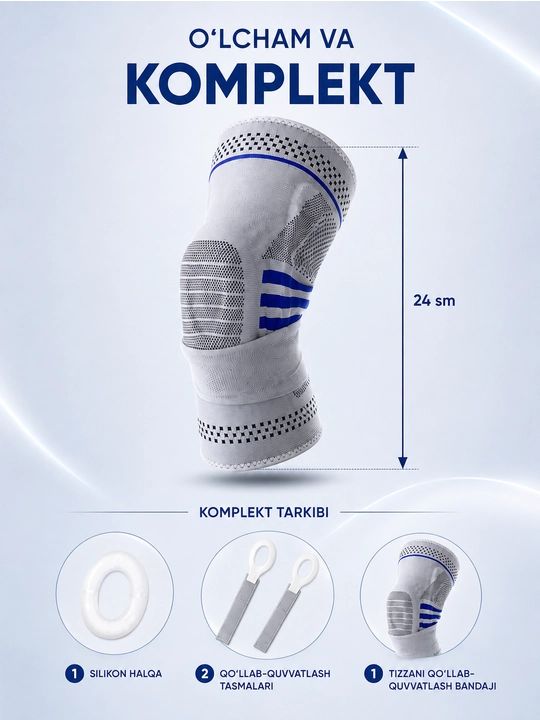 O‘LCHAM VA
KOMPLEKT
24 sm
KOMPLEKT TARKIBI
1 SILIKON HALQA
2 QO‘LLAB-QUVVATLASH
TASMALARI
1 TIZZANI QO‘LLAB-
QUVVATLASH BANDAJI